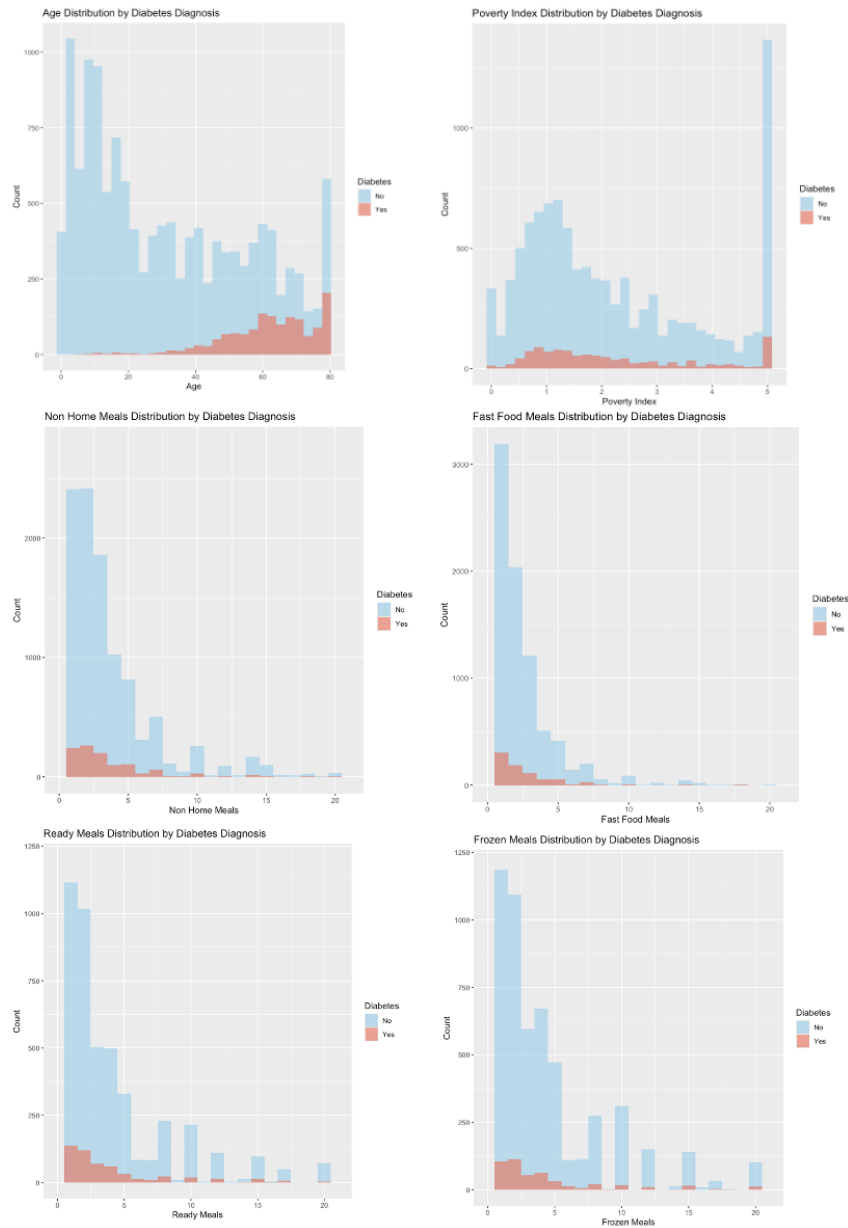 Age Distribution by Diabetes Diagnosis
1000
750
500
250
0
Count
0 20 40 60 80
Age
Diabetes
No
Yes
Poverty Index Distribution by Diabetes Diagnosis
1000
500
0
Count
0 1 2 3 4 5
Poverty Index
Diabetes
No
Yes
Non Home Meals Distribution by Diabetes Diagnosis
2000
1000
0
Count
0 5 10 15 20
Non Home Meals
Diabetes
No
Yes
Fast Food Meals Distribution by Diabetes Diagnosis
3000
2000
1000
0
Count
0 5 10 15 20
Fast Food Meals
Diabetes
No
Yes
Ready Meals Distribution by Diabetes Diagnosis
1250
1000
750
500
250
0
Count
0 5 10 15 20
Ready Meals
Diabetes
No
Yes
Frozen Meals Distribution by Diabetes Diagnosis
1250
1000
750
500
250
0
Count
0 5 10 15 20
Frozen Meals
Diabetes
No
Yes